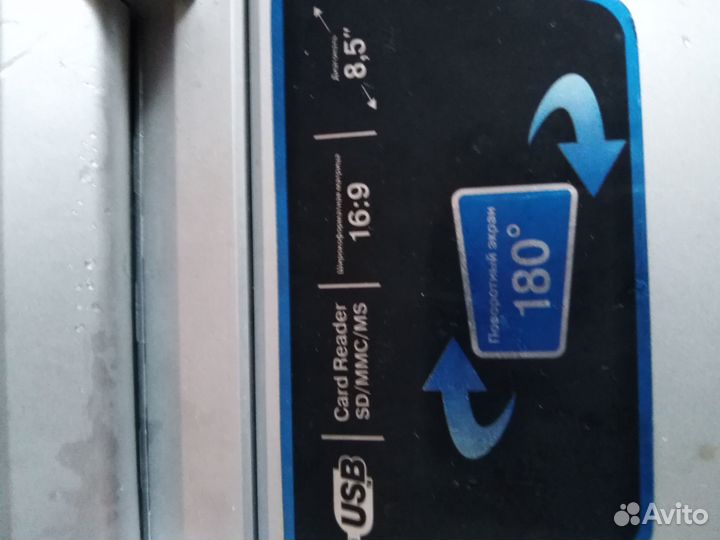 USB
Card Reader
SD/MMC/MS
Широкоформатная матрица
16:9
Диагональ
8,5"
Поворотный экран
180°
Avito